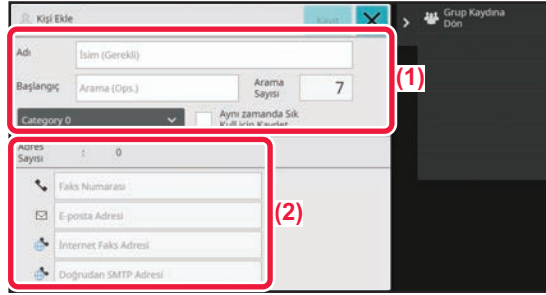 Kişi Ekle
Kayıt
Grup Kaydına
Dön
Adı
İsim (Gerekli)
(1)
Başlangıç
Arama (Ops.)
Arama
Sayısı
7
Category 0
Aynı zamanda Sık
Kull için Kaydet
Adres
Sayısı
:
0
Faks Numarası
E-posta Adresi
(2)
İnternet Faks Adresi
Doğrudan SMTP Adresi